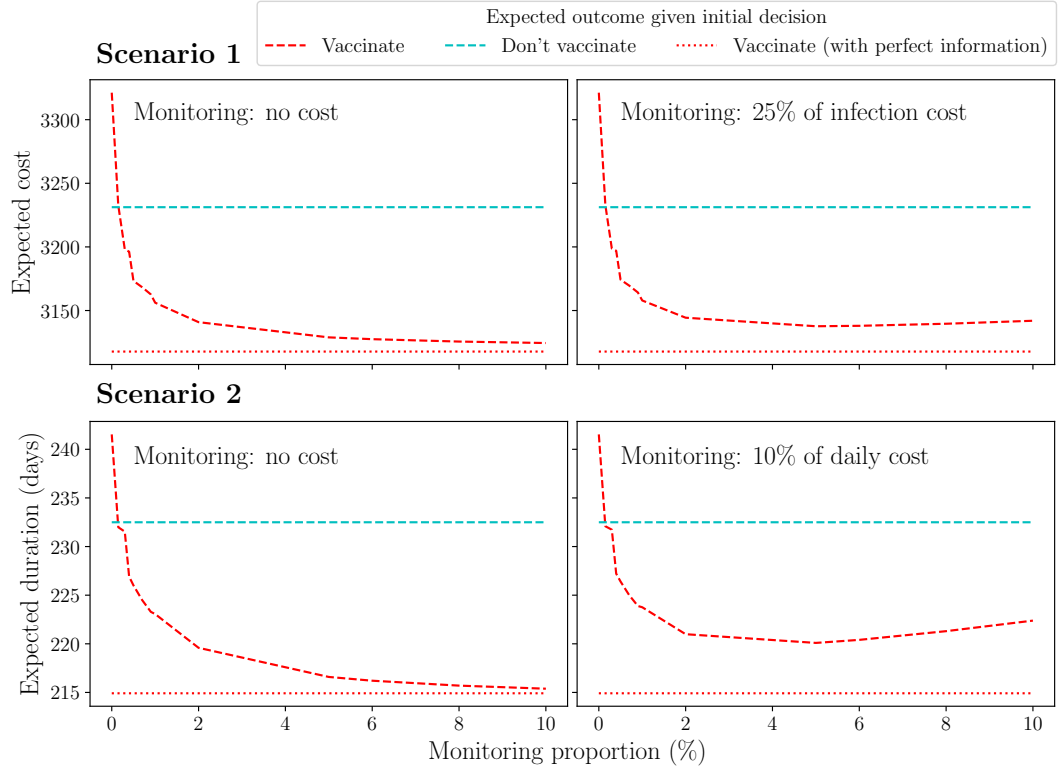 Expected outcome given initial decision
Vaccinate Don't vaccinate Vaccinate (with perfect information)
Scenario 1
Monitoring: no cost
Monitoring: 25% of infection cost
Expected cost
3300
3250
3200
3150
Scenario 2
Monitoring: no cost
Monitoring: 10% of daily cost
Expected duration (days)
240
235
230
225
220
215
0 2 4 6 8 10
0 2 4 6 8 10
Monitoring proportion (%)